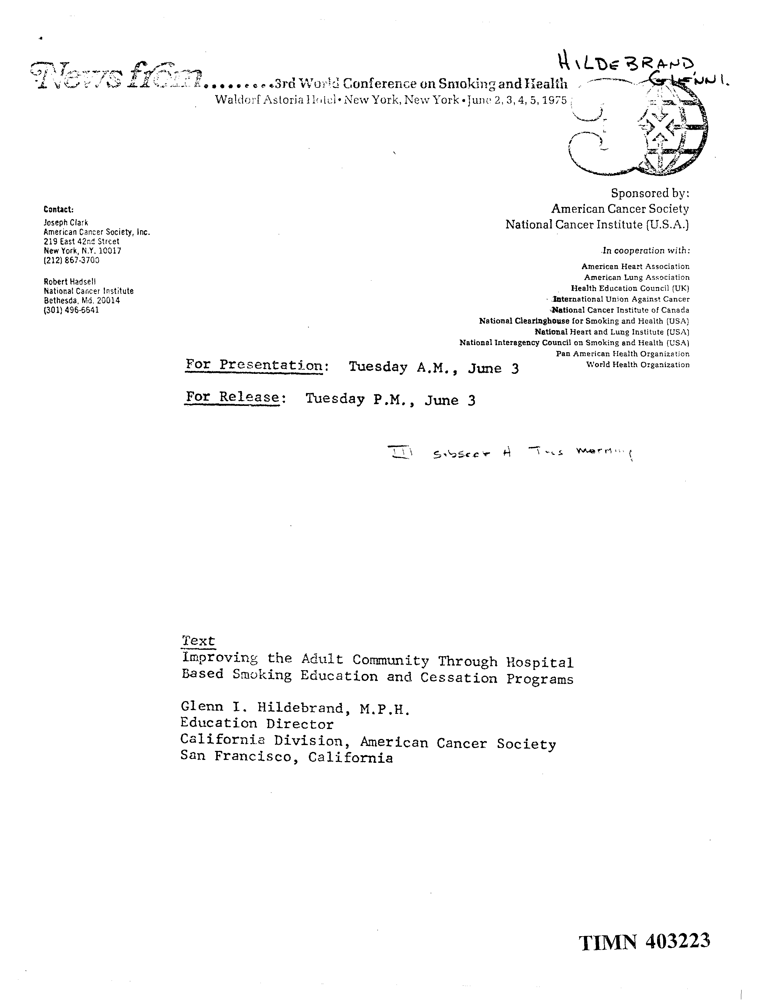 HILDEBRAND
GLENN I.
News from.........3rd World Conference on Smoking and Health
Waldorf Astoria Hotel • New York, New York • June 2, 3, 4, 5, 1975
Sponsored by:
American Cancer Society
National Cancer Institute (U.S.A.)
In cooperation with:
American Heart Association
American Lung Association
Health Education Council (UK)
International Union Against Cancer
National Cancer Institute of Canada
National Clearinghouse for Smoking and Health (USA)
National Heart and Lung Institute (USA)
National Interagency Council on Smoking and Health (USA)
Pan American Health Organization
World Health Organization
Contact:
Joseph Clark
American Cancer Society, Inc.
219 East 42nd Street
New York, N.Y. 10017
(212) 867-3700
Robert Hadsell
National Cancer Institute
Bethesda, Md. 20014
(301) 496-6641
For Presentation: Tuesday A.M., June 3
For Release: Tuesday P.M., June 3
III subsect A This morning
Text
Improving the Adult Community Through Hospital
Based Smoking Education and Cessation Programs
Glenn I. Hildebrand, M.P.H.
Education Director
California Division, American Cancer Society
San Francisco, California
TIMN 403223